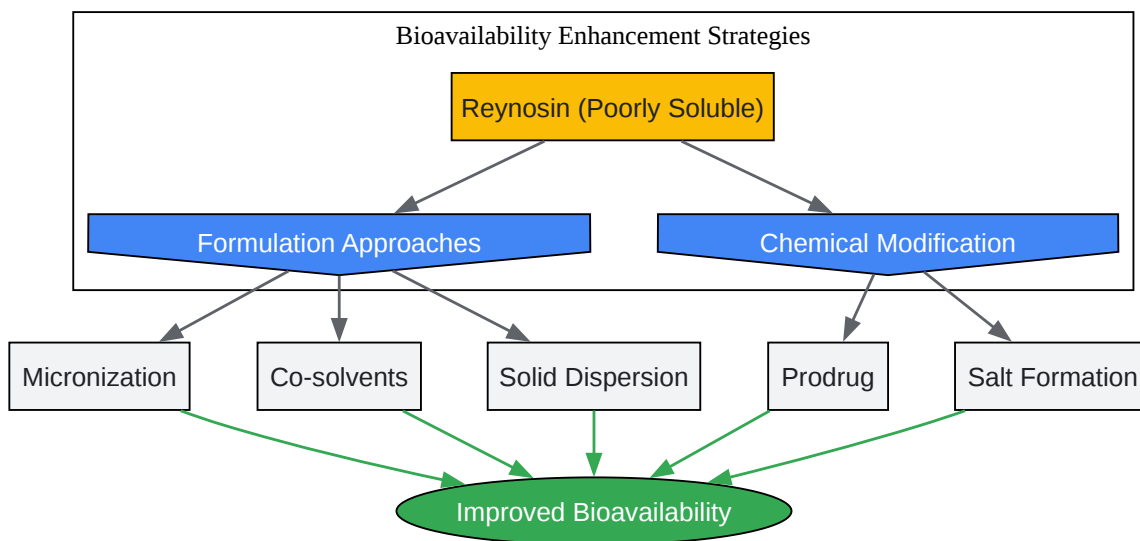 Bioavailability Enhancement Strategies
Reynosin (Poorly Soluble)
Formulation Approaches
Chemical Modification
Micronization
Co-solvents
Solid Dispersion
Prodrug
Salt Formation
Improved Bioavailability